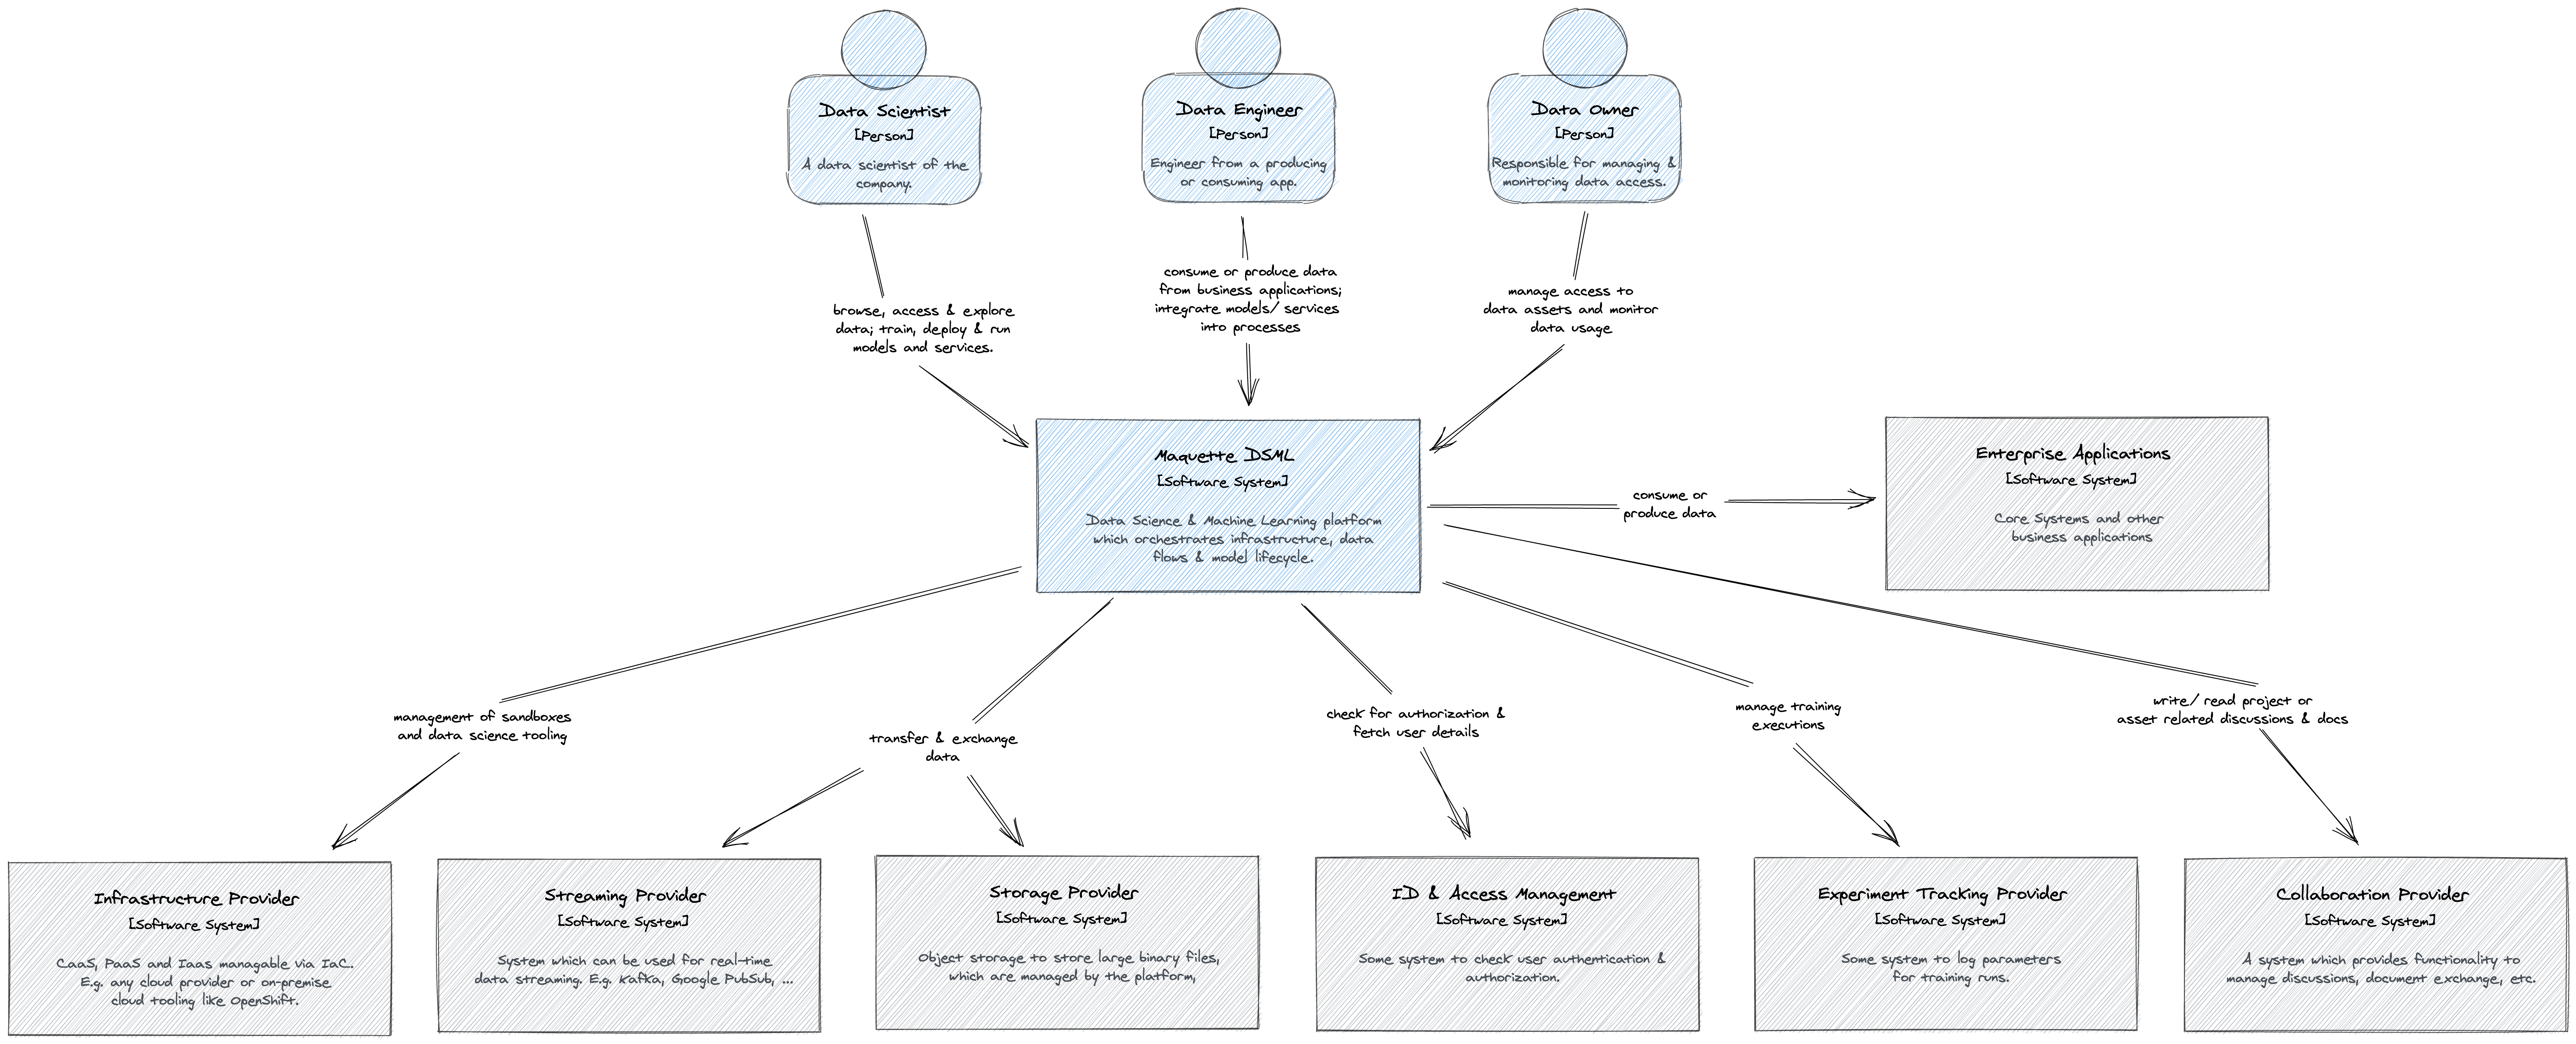 Data Scientist
[Person]
A data scientist of the
company.
Data Engineer
[Person]
Engineer from a producing
or consuming app.
Data Owner
[Person]
Responsible for managing &
monitoring data access.
browse, access & explore
data; train, deploy & run
models and services.
consume or produce data
from business applications;
integrate models/ services
into processes
manage access to
data assets and monitor
data usage
Maquette DSML
[Software System]
Data Science & Machine Learning platform
which orchestrates infrastructure, data
flows & model lifecycle.
consume or
produce data
Enterprise Applications
[Software System]
Core Systems and other
business applications
management of sandboxes
and data science tooling
transfer & exchange
data
check for authorization &
fetch user details
manage training
executions
write/ read project or
asset related discussions & docs
Infrastructure Provider
[Software System]
CaaS, PaaS and Iaas managable via IaC.
E.g. any cloud provider or on-premise
cloud tooling like OpenShift.
Streaming Provider
[Software System]
System which can be used for real-time
data streaming. E.g. Kafka, Google PubSub, ...
Storage Provider
[Software System]
Object storage to store large binary files,
which are managed by the platform,
ID & Access Management
[Software System]
Some system to check user authentication &
authorization.
Experiment Tracking Provider
[Software System]
Some system to log parameters
for training runs.
Collaboration Provider
[Software System]
A system which provides functionality to
manage discussions, document exchange, etc.